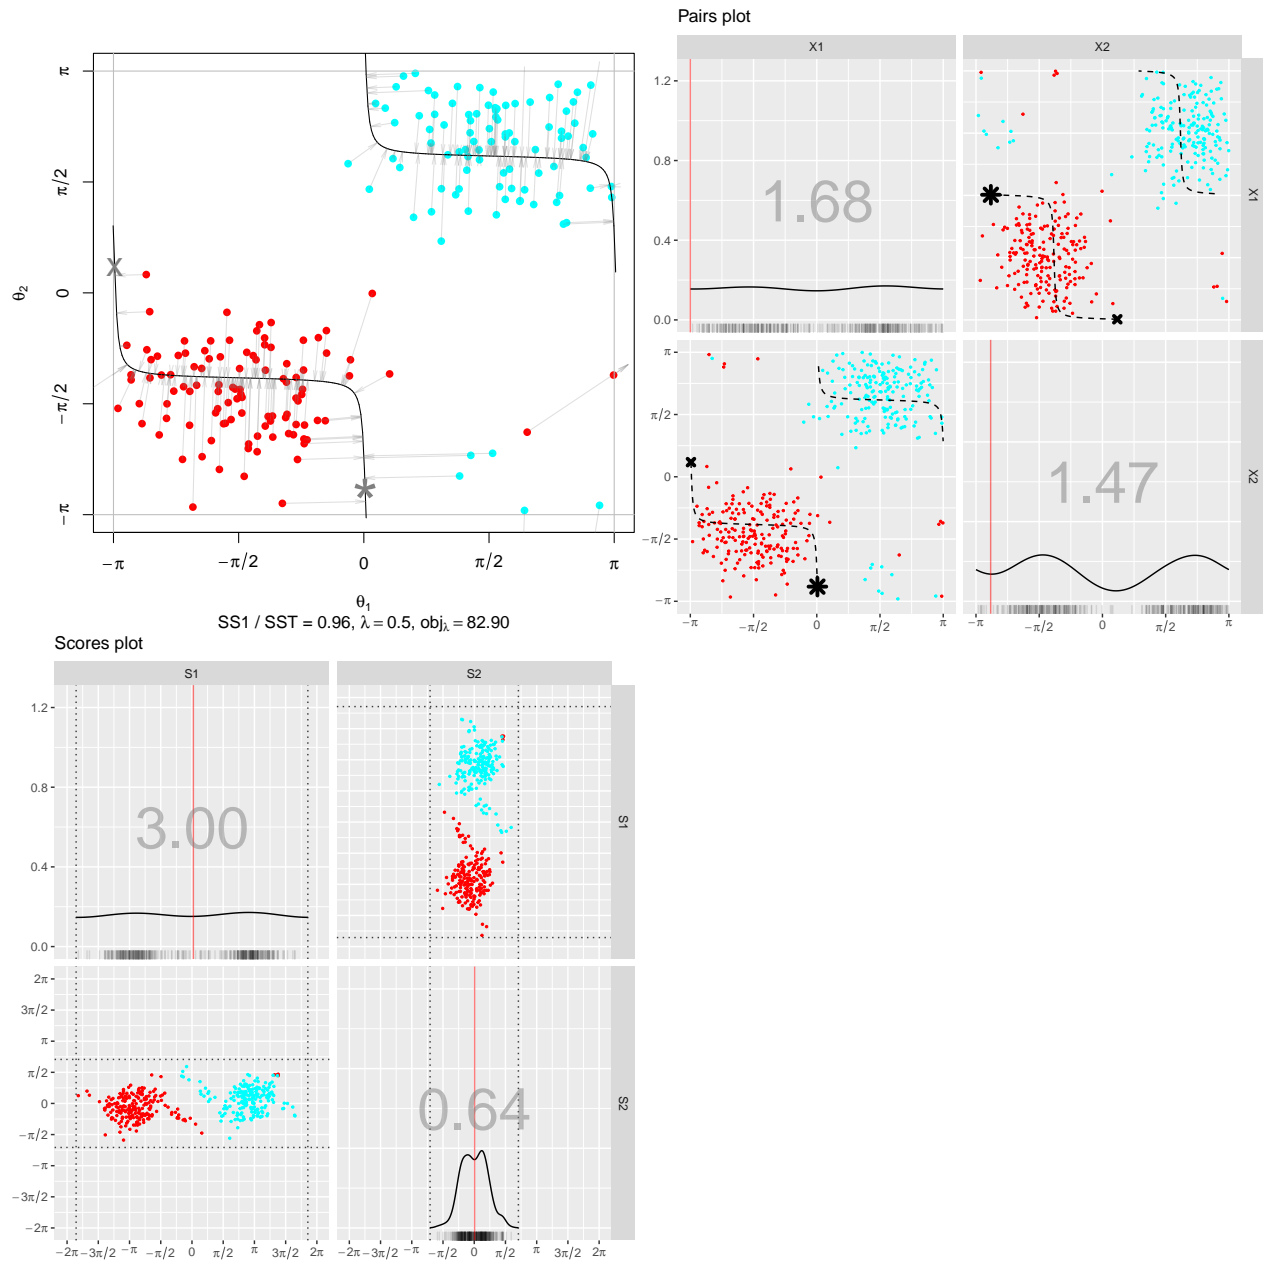 Pairs plot
X1 X2
π
π/2
0
−π/2
−π
θ2
x
*
−π −π/2 0 π/2 π
θ1
SS1 / SST = 0.96, λ = 0.5, objλ = 82.90
1.2
0.8
0.4
0.0
1.68
X1
π
π/2
0
−π/2
−π
1.47
X2
−π −π/2 0 π/2 π −π −π/2 0 π/2 π
Scores plot
S1 S2
1.2
0.8
0.4
0.0
3.00
S1
2π
3π/2
π
π/2
0
−π/2
−π
−3π/2
−2π
0.64
S2
−2π −3π/2 −π −π/2 0 π/2 π 3π/2 2π −2π −3π/2 −π −π/2 0 π/2 π 3π/2 2π